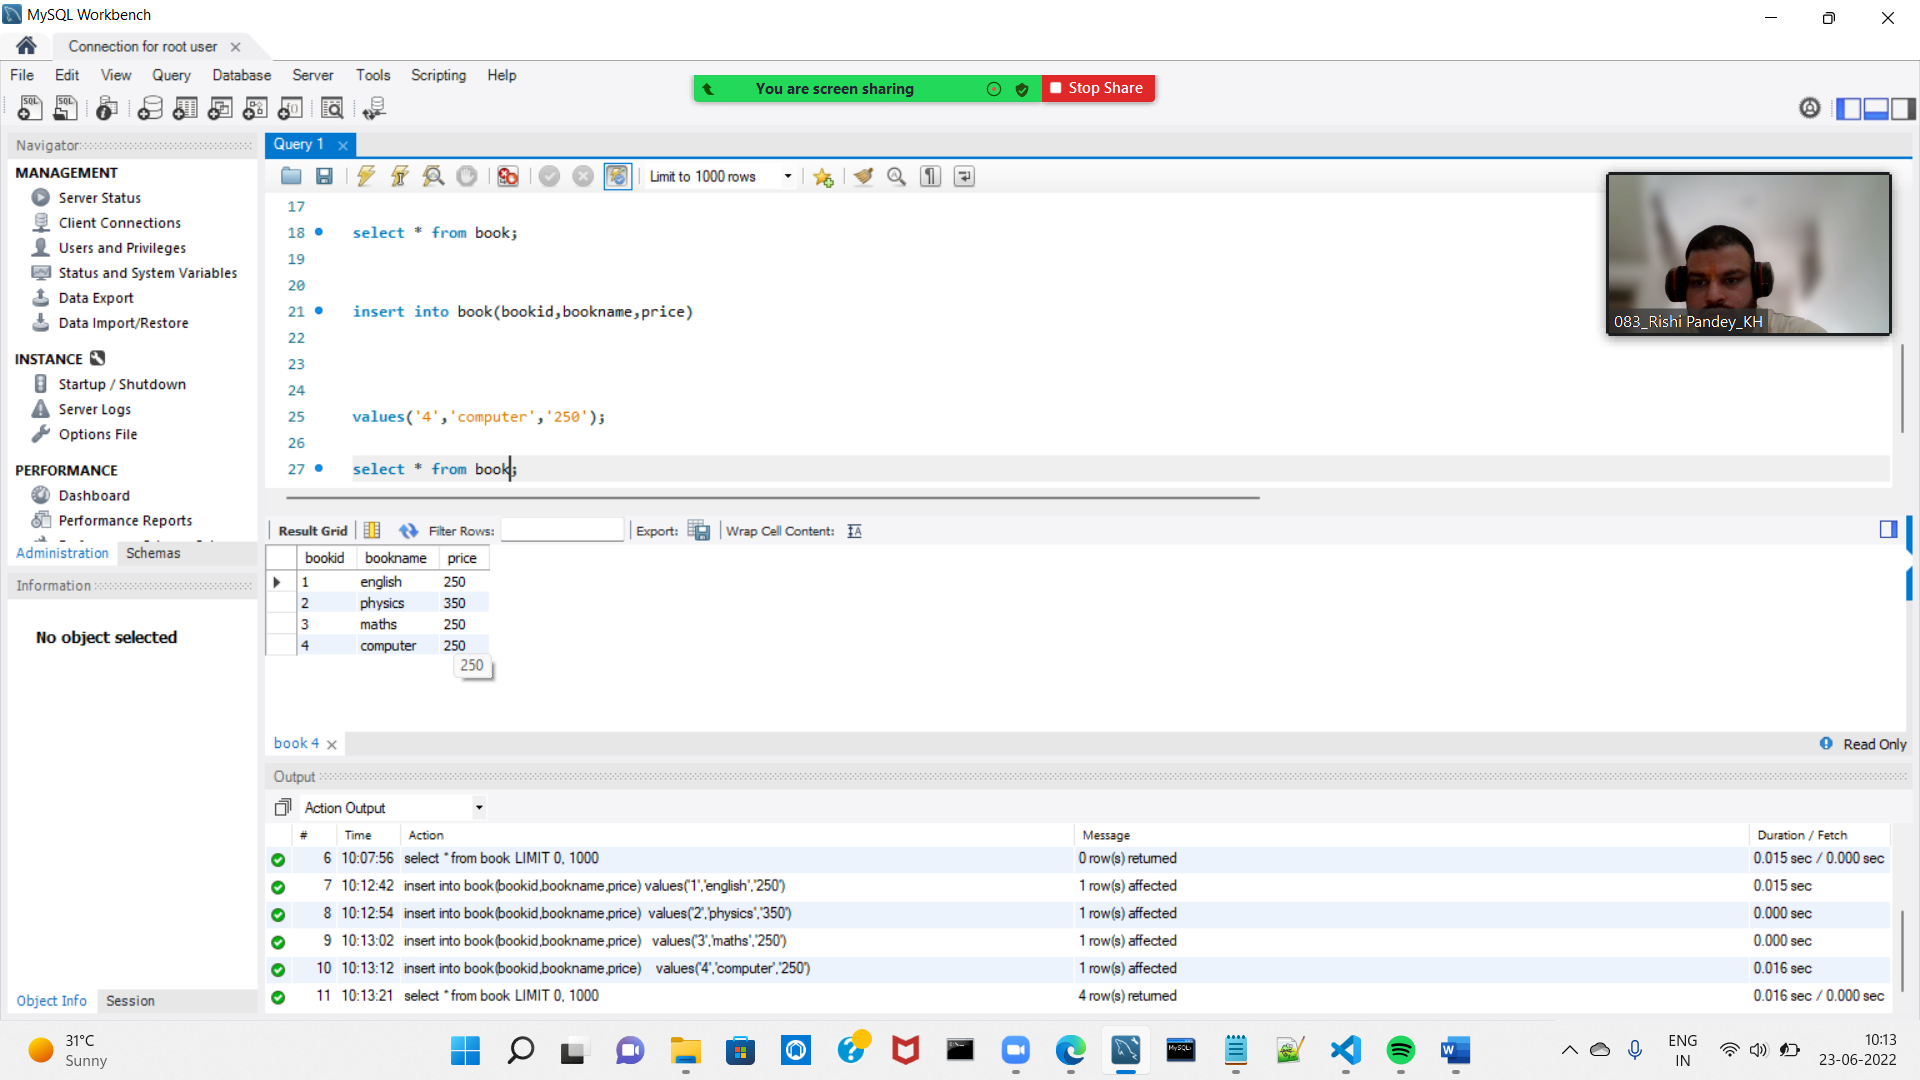 MySQL Workbench
Connection for root user
File Edit View Query Database Server Tools Scripting Help
You are screen sharing
Stop Share
Navigator
MANAGEMENT
Server Status
Client Connections
Users and Privileges
Status and System Variables
Data Export
Data Import/Restore
INSTANCE
Startup / Shutdown
Server Logs
Options File
PERFORMANCE
Dashboard
Performance Reports
Administration Schemas
Information
No object selected
Object Info Session
Query 1
Limit to 1000 rows
17
18 select * from book;
19
20
21 insert into book(bookid,bookname,price)
22
23
24
25 values('4','computer','250');
26
27 select * from book;
083_Rishi Pandey_KH
Result Grid Filter Rows: Export: Wrap Cell Content:
bookid bookname price
1 english 250
2 physics 350
3 maths 250
4 computer 250
250
book 4
Read Only
Output
Action Output
# Time Action Message Duration / Fetch
6 10:07:56 select * from book LIMIT 0, 1000 0 row(s) returned 0.015 sec / 0.000 sec
7 10:12:42 insert into book(bookid,bookname,price) values('1','english','250') 1 row(s) affected 0.015 sec
8 10:12:54 insert into book(bookid,bookname,price) values('2','physics','350') 1 row(s) affected 0.000 sec
9 10:13:02 insert into book(bookid,bookname,price) values('3','maths','250') 1 row(s) affected 0.000 sec
10 10:13:12 insert into book(bookid,bookname,price) values('4','computer','250') 1 row(s) affected 0.016 sec
11 10:13:21 select * from book LIMIT 0, 1000 4 row(s) returned 0.016 sec / 0.000 sec
31°C
Sunny
ENG
IN
10:13
23-06-2022